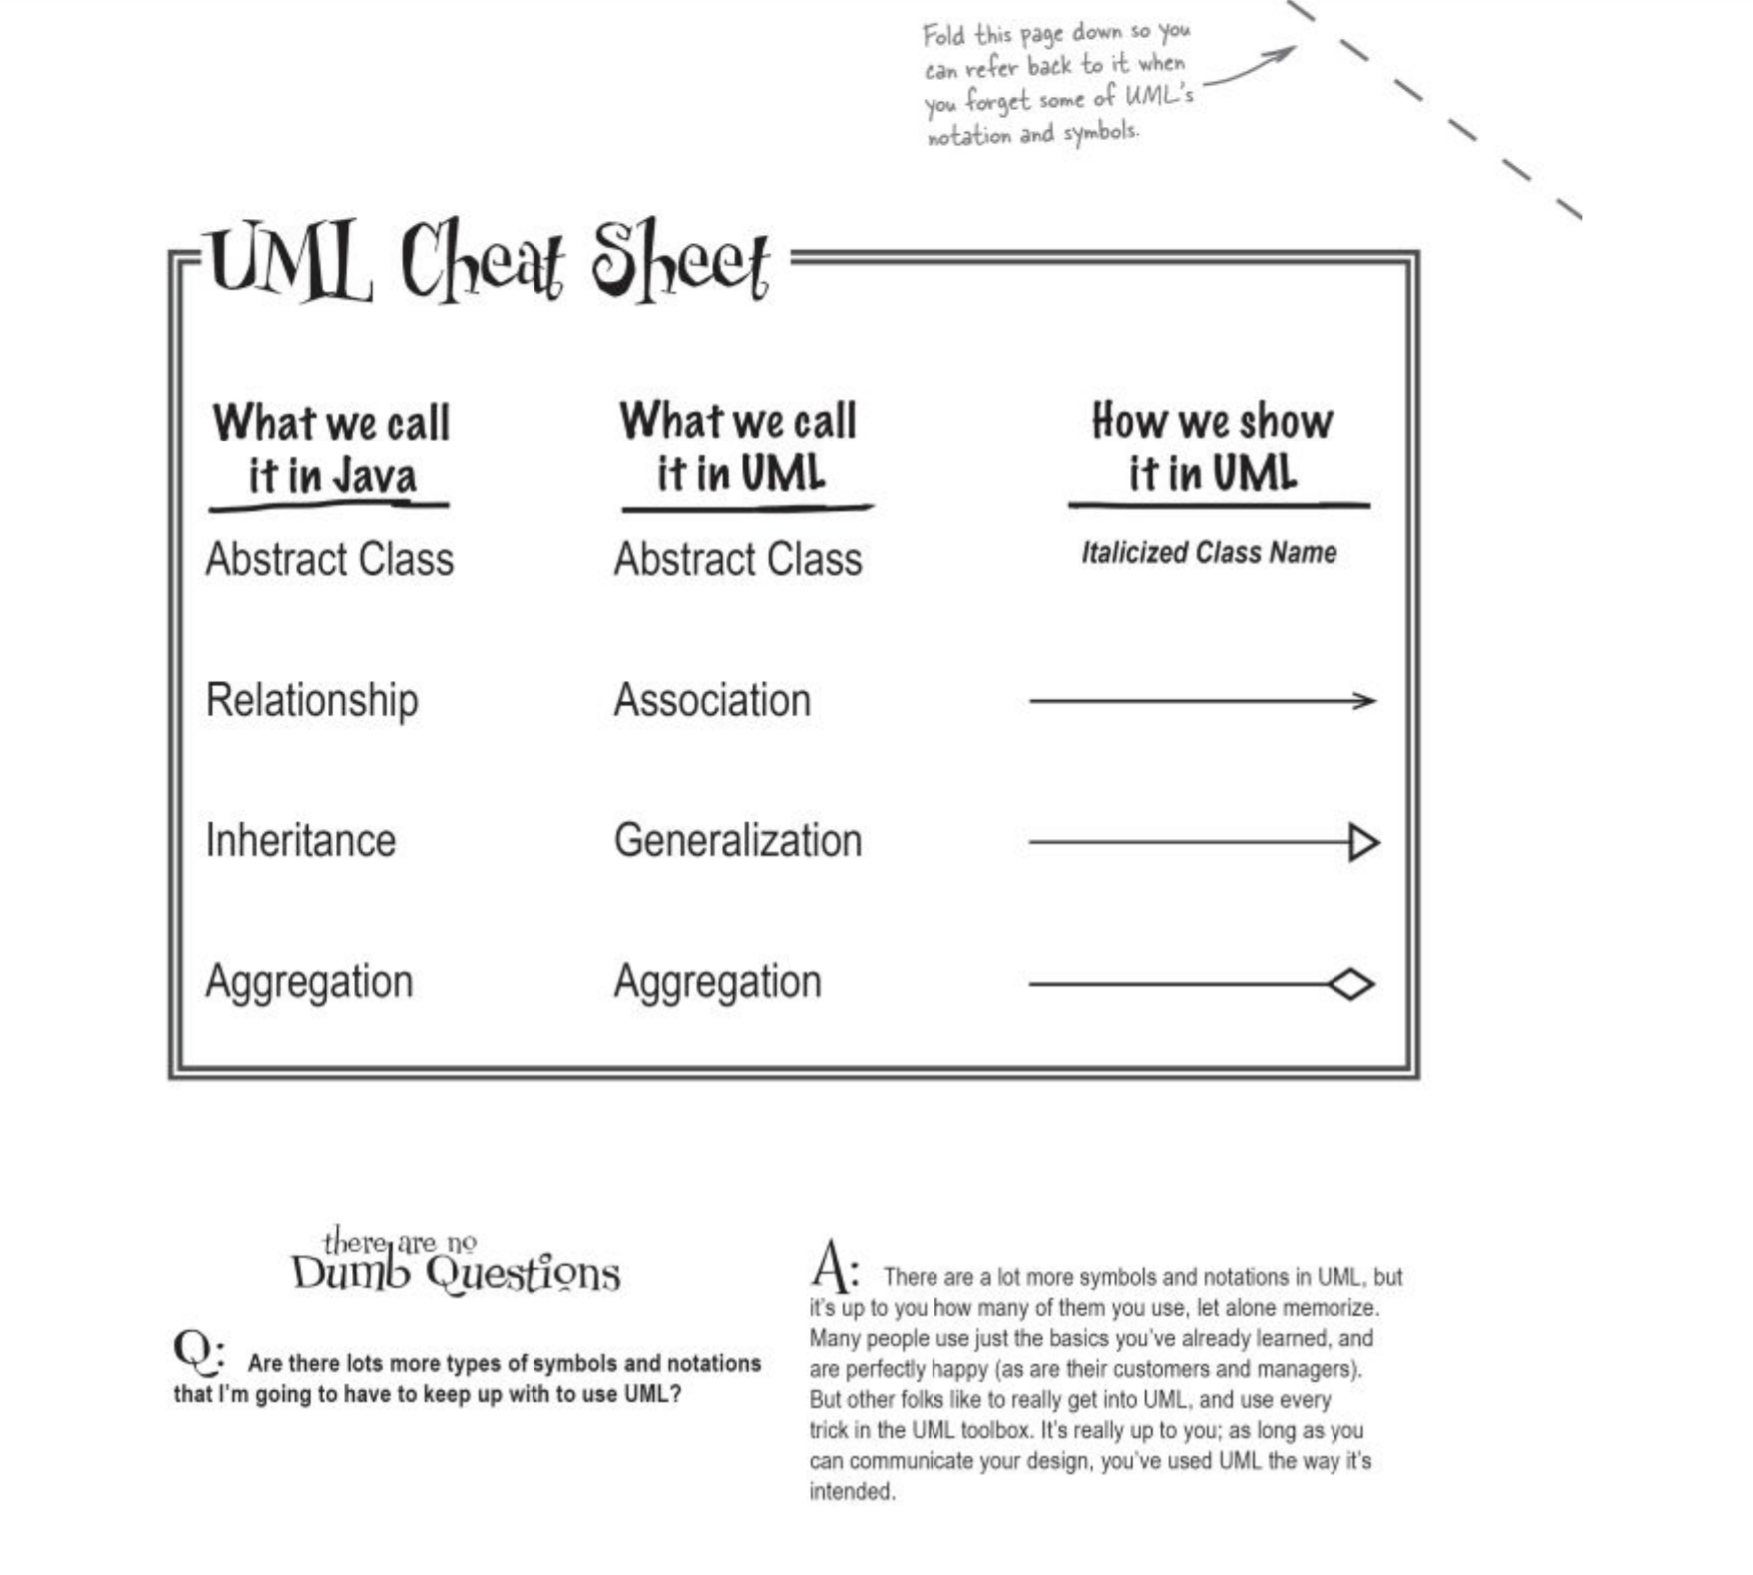 Fold this page down so you
can refer back to it when
you forget some of UML's
notation and symbols.
UML Cheat Sheet
What we call
it in Java
What we call
it in UML
How we show
it in UML
Abstract Class
Abstract Class
Italicized Class Name
Relationship
Association
Inheritance
Generalization
Aggregation
Aggregation
there are no
Dumb Questions
Q: Are there lots more types of symbols and notations
that I'm going to have to keep up with to use UML?
A: There are a lot more symbols and notations in UML, but
it's up to you how many of them you use, let alone memorize.
Many people use just the basics you've already learned, and
are perfectly happy (as are their customers and managers).
But other folks like to really get into UML, and use every
trick in the UML toolbox. It's really up to you; as long as you
can communicate your design, you've used UML the way it's
intended.